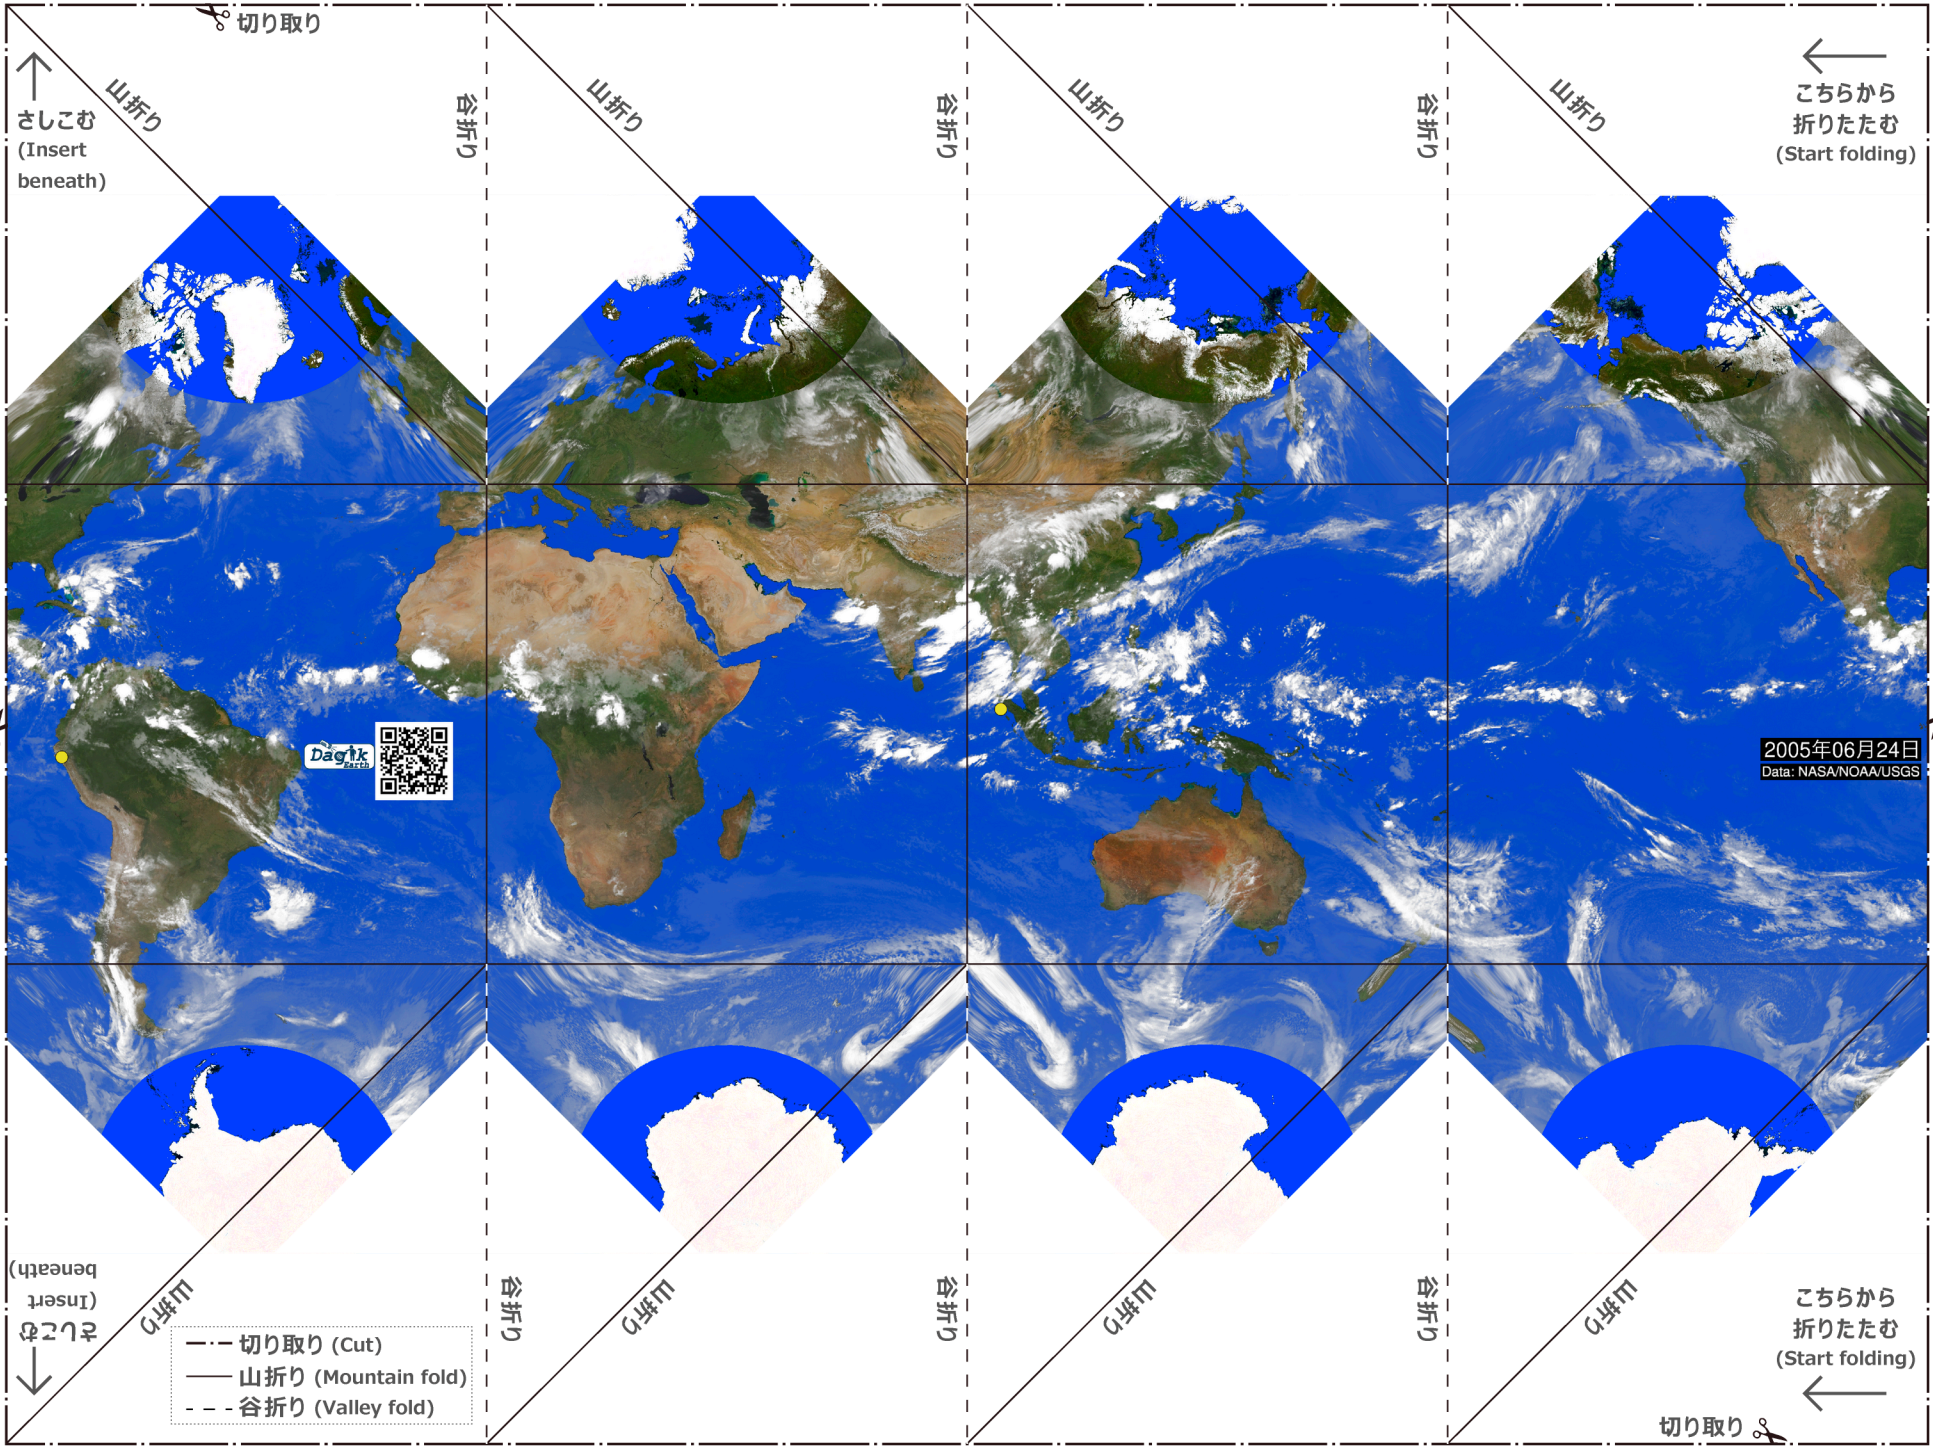 切り取り
山折り
谷折り
山折り
谷折り
山折り
谷折り
山折り
さしこむ
(Insert
beneath)
こちらから
折りたたむ
(Start folding)
Dagik
Earth
2005年06月24日
Data: NASA/NOAA/USGS
さしこむ
(Insert
beneath)
山折り
谷折り
山折り
谷折り
山折り
谷折り
山折り
切り取り (Cut)
山折り (Mountain fold)
谷折り (Valley fold)
こちらから
折りたたむ
(Start folding)
切り取り